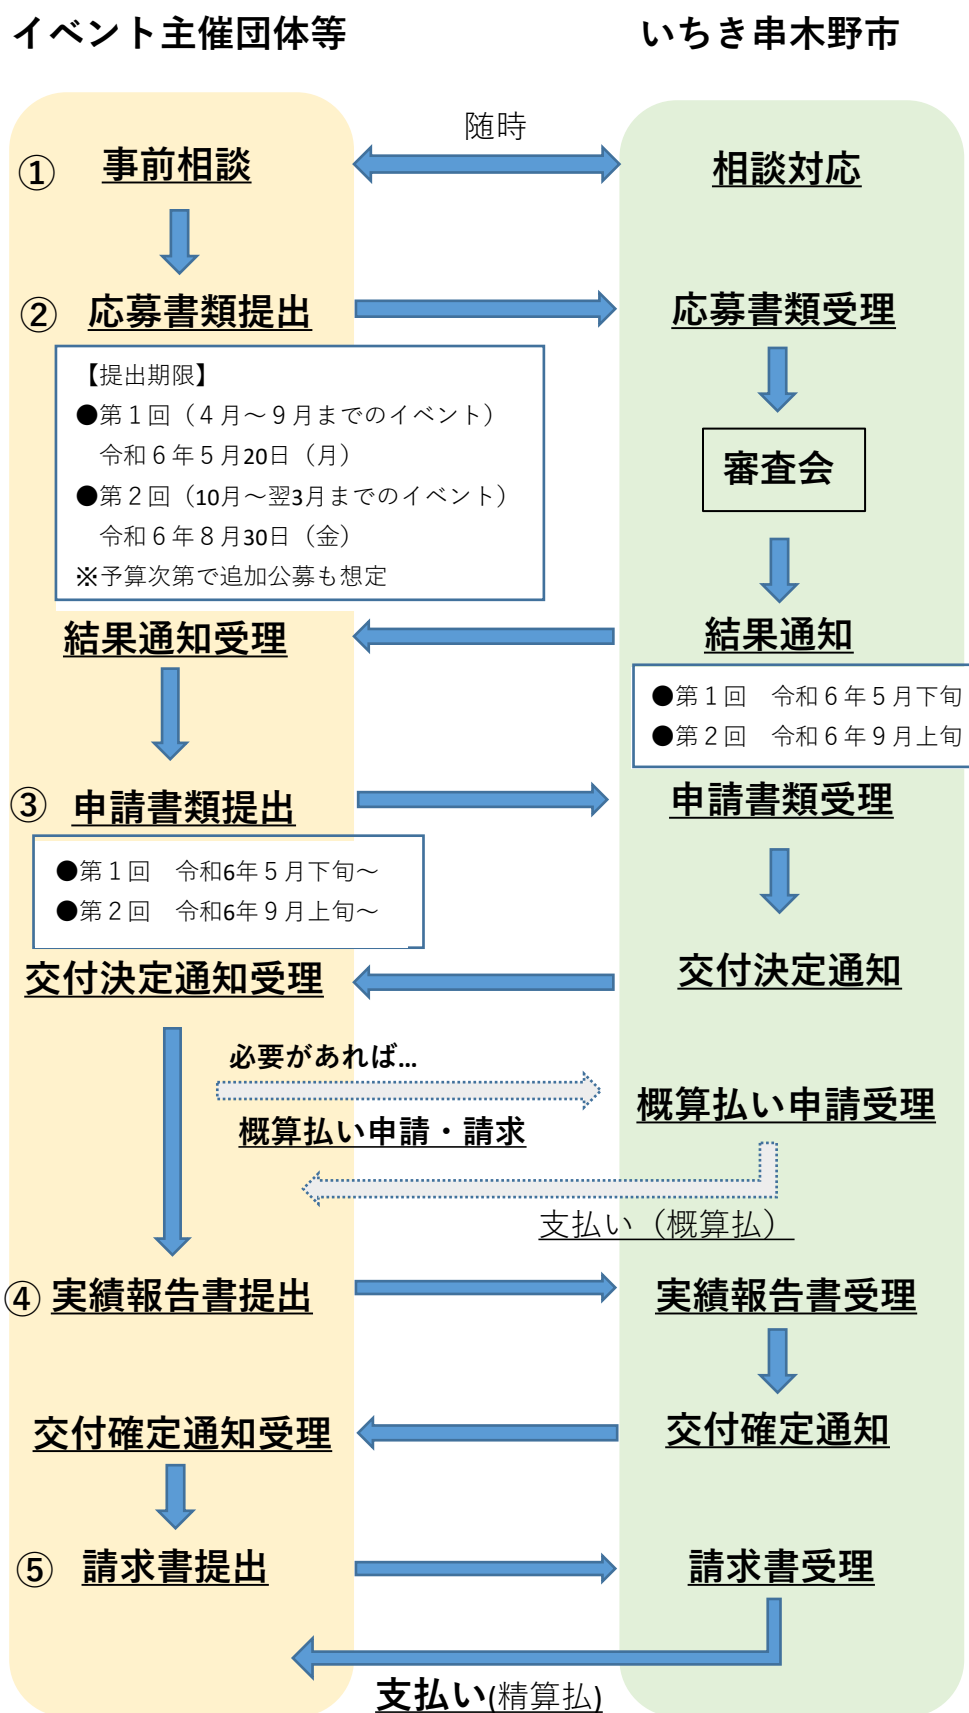 イベント主催団体等
いちき串木野市
随時
① 事前相談
相談対応
② 応募書類提出
応募書類受理
【提出期限】
●第１回（４月～９月までのイベント）
令和６年５月20日（月）
●第２回（10月～翌3月までのイベント）
令和６年８月30日（金）
※予算次第で追加公募も想定
審査会
結果通知受理
結果通知
●第１回　令和６年５月下旬
●第２回　令和６年９月上旬
③ 申請書類提出
申請書類受理
●第１回　令和6年５月下旬～
●第２回　令和6年９月上旬～
交付決定通知受理
交付決定通知
必要があれば…
概算払い申請・請求
概算払い申請受理
支払い（概算払）
④ 実績報告書提出
実績報告書受理
交付確定通知受理
交付確定通知
⑤ 請求書提出
請求書受理
支払い(精算払)